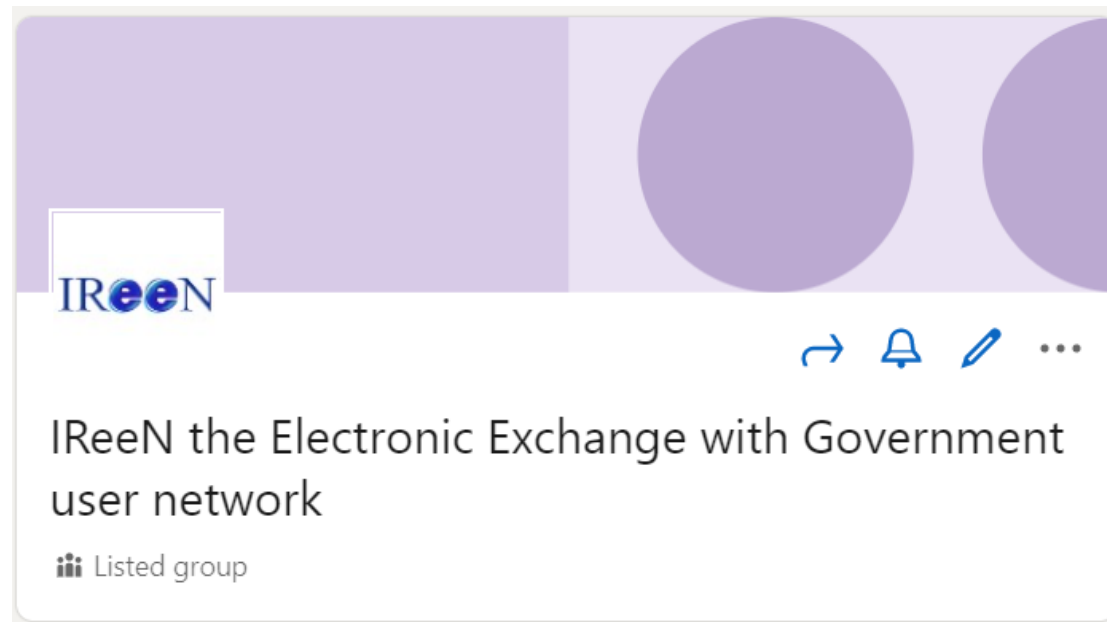 IReeN
IReeN the Electronic Exchange with Government
user network
Listed group